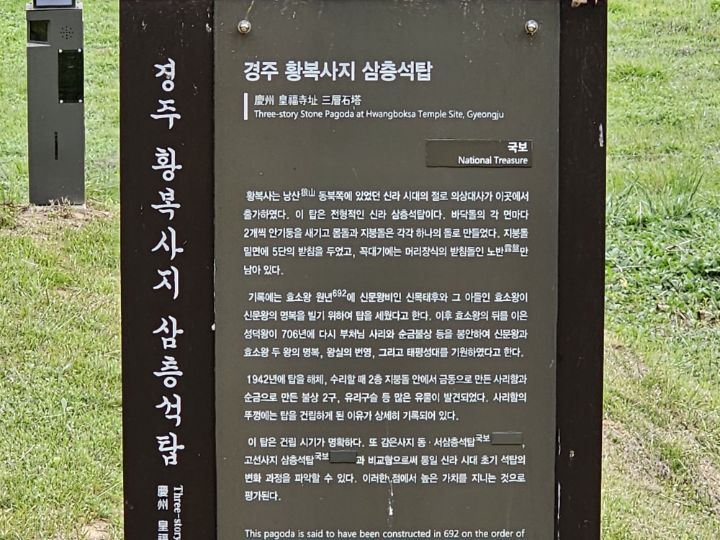 경주 황복사지 삼층석탑
慶州 皇福
Three-story
경주 황복사지 삼층석탑
慶州 皇福寺址 三層石塔
Three-story Stone Pagoda at Hwangboksa Temple Site, Gyeongju
국보
National Treasure
황복사는 낭산狼山 동북쪽에 있었던 신라 시대의 절로 의상대사가 이곳에서
출가하였다. 이 탑은 전형적인 신라 삼층석탑이다. 바닥돌의 각 면마다
2개씩 안기둥을 새기고 몸돌과 지붕돌은 각각 하나의 돌로 만들었다. 지붕돌
밑면에 5단의 받침을 두었고, 꼭대기에는 머리장식의 받침돌인 노반露盤만
남아 있다.
기록에는 효소왕 원년692에 신문왕비인 신목태후와 그 아들인 효소왕이
신문왕의 명복을 빌기 위하여 탑을 세웠다고 한다. 이후 효소왕의 뒤를 이은
성덕왕이 706년에 다시 부처님 사리와 순금불상 등을 봉안하여 신문왕과
효소왕 두 왕의 명복, 왕실의 번영, 그리고 태평성대를 기원하였다고 한다.
1942년에 탑을 해체, 수리할 때 2층 지붕돌 안에서 금동으로 만든 사리함과
순금으로 만든 불상 2구, 유리구슬 등 많은 유물이 발견되었다. 사리함의
뚜껑에는 탑을 건립하게 된 이유가 상세히 기록되어 있다.
이 탑은 건립 시기가 명확하다. 또 감은사지 동·서삼층석탑국보,
고선사지 삼층석탑국보과 비교함으로써 통일 신라 시대 초기 석탑의
변화 과정을 파악할 수 있다. 이러한 점에서 높은 가치를 지니는 것으로
평가된다.
This pagoda is said to have been constructed in 692 on the order of